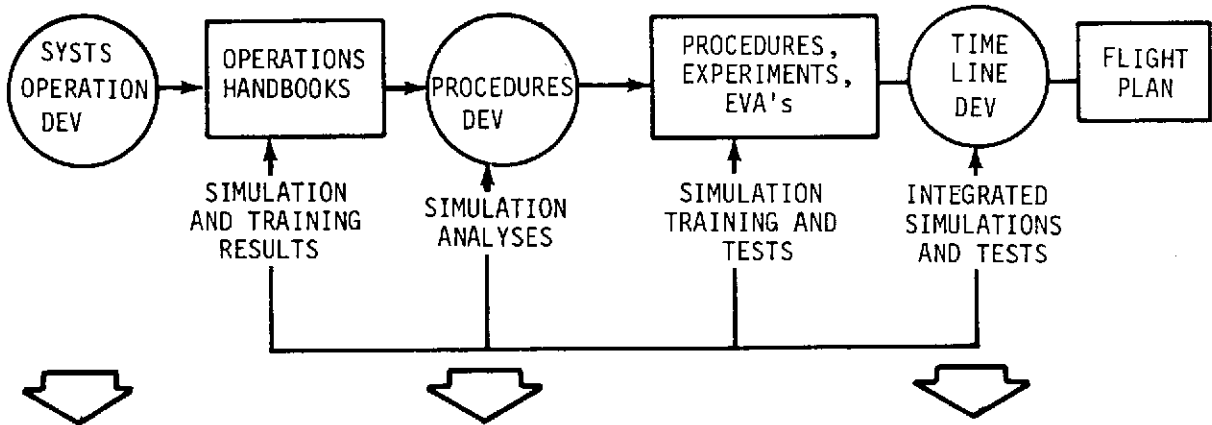 SYSTS
OPERATION
DEV
OPERATIONS
HANDBOOKS
PROCEDURES
DEV
PROCEDURES,
EXPERIMENTS,
EVA's
TIME
LINE
DEV
FLIGHT
PLAN
SIMULATION
AND TRAINING
RESULTS
SIMULATION
ANALYSES
SIMULATION
TRAINING AND
TESTS
INTEGRATED
SIMULATIONS
AND TESTS